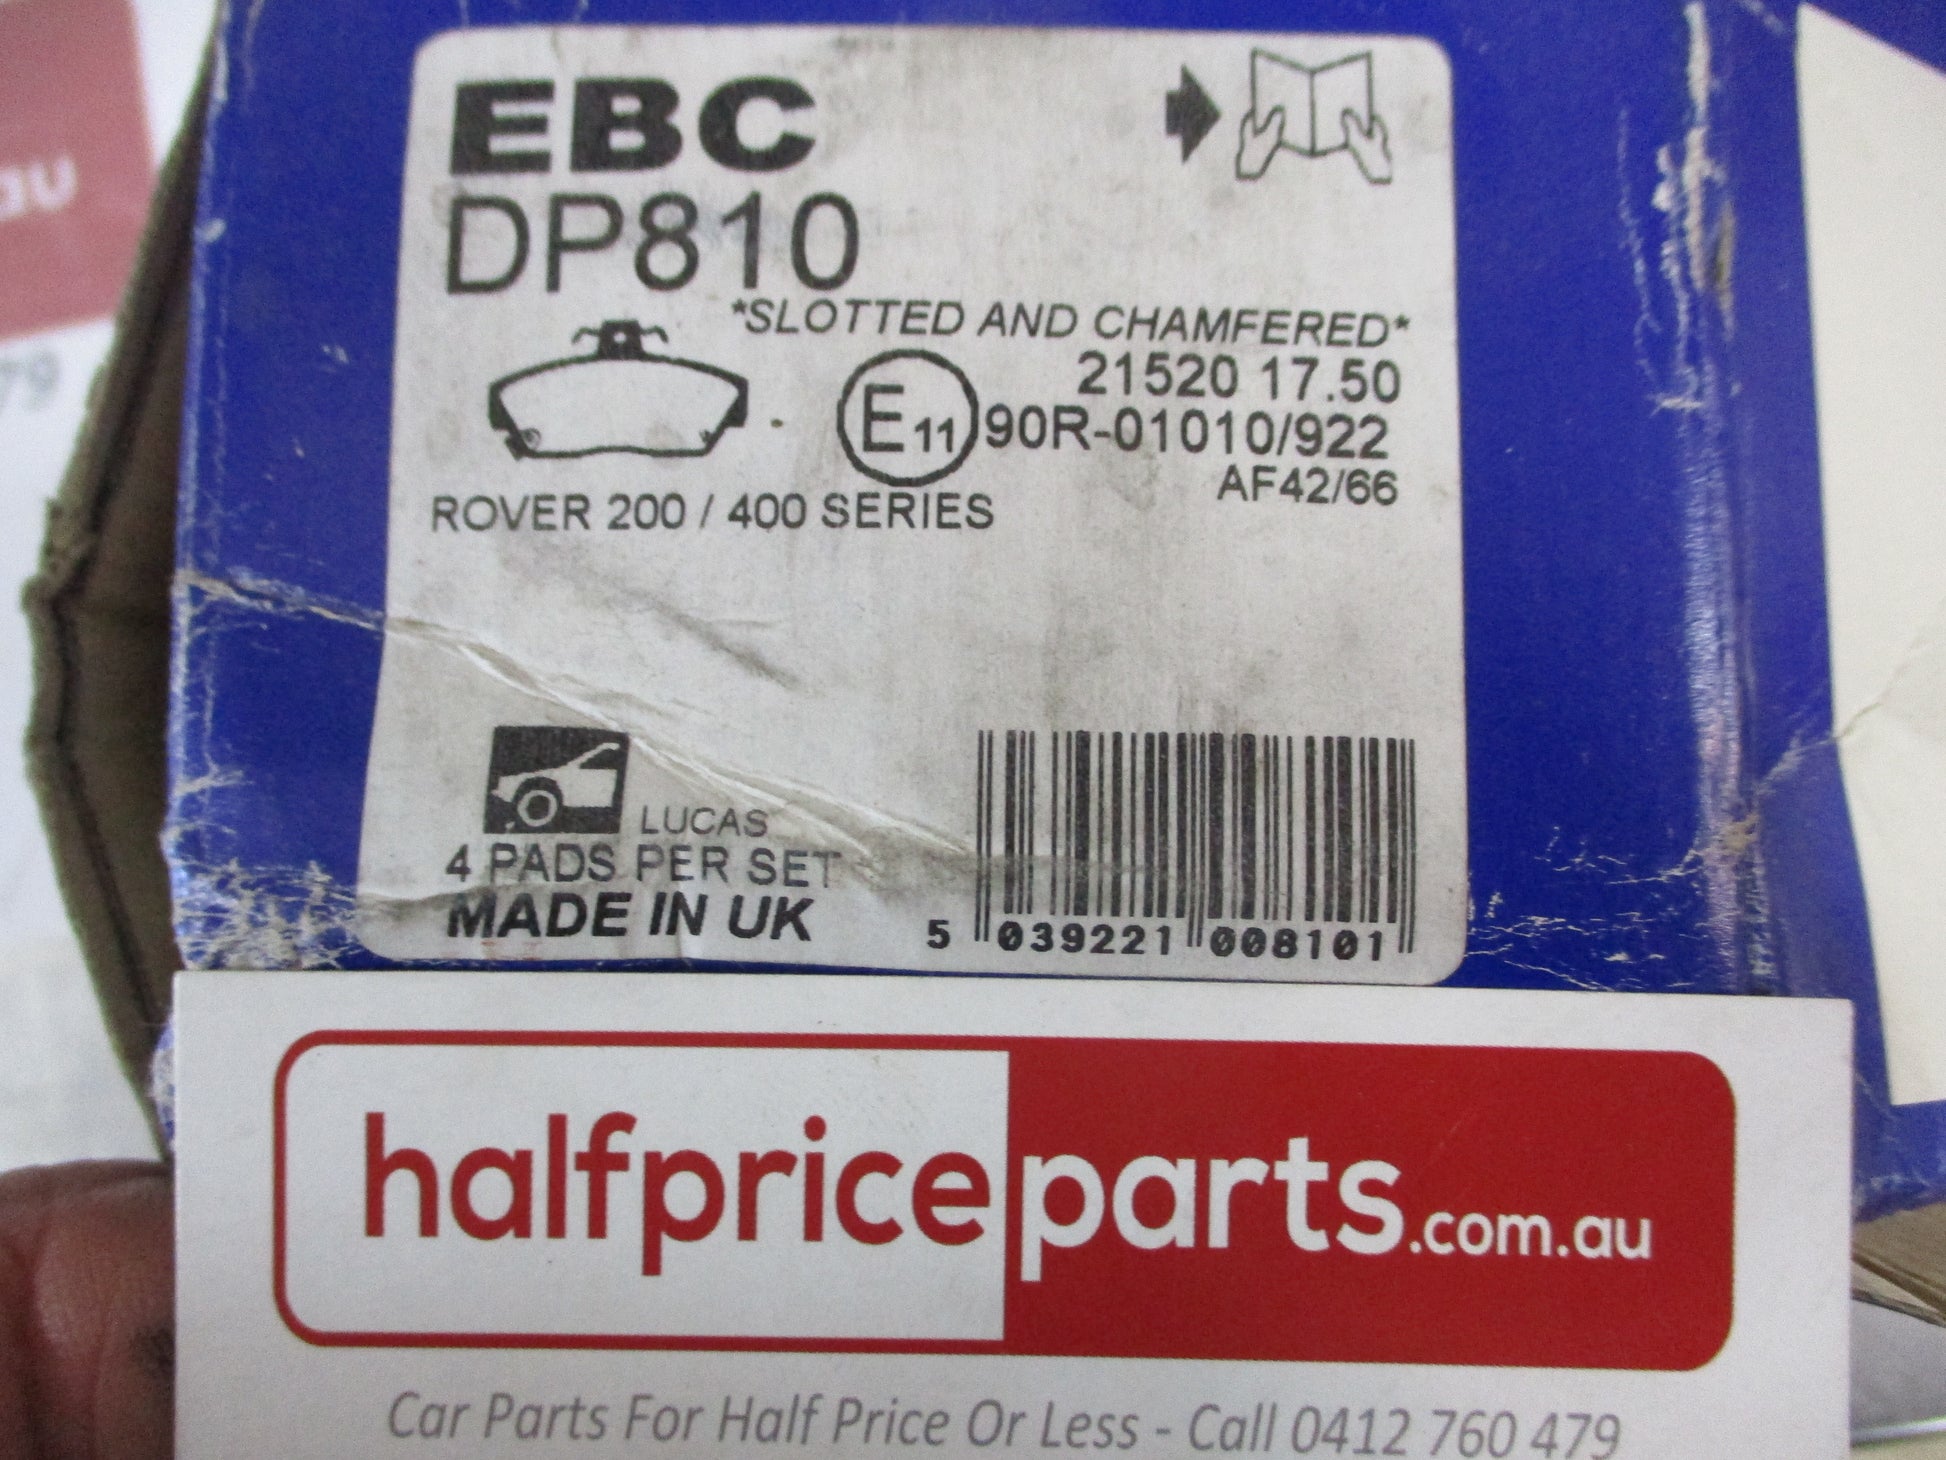 EBC
DP810
*SLOTTED AND CHAMFERED*
21520 17.50
E11 90R-01010/922
AF42/66
ROVER 200 / 400 SERIES
LUCAS
4 PADS PER SET
MADE IN UK
5 039221 008101
halfpriceparts.com.au
Car Parts For Half Price Or Less - Call 0412 760 479
au
79